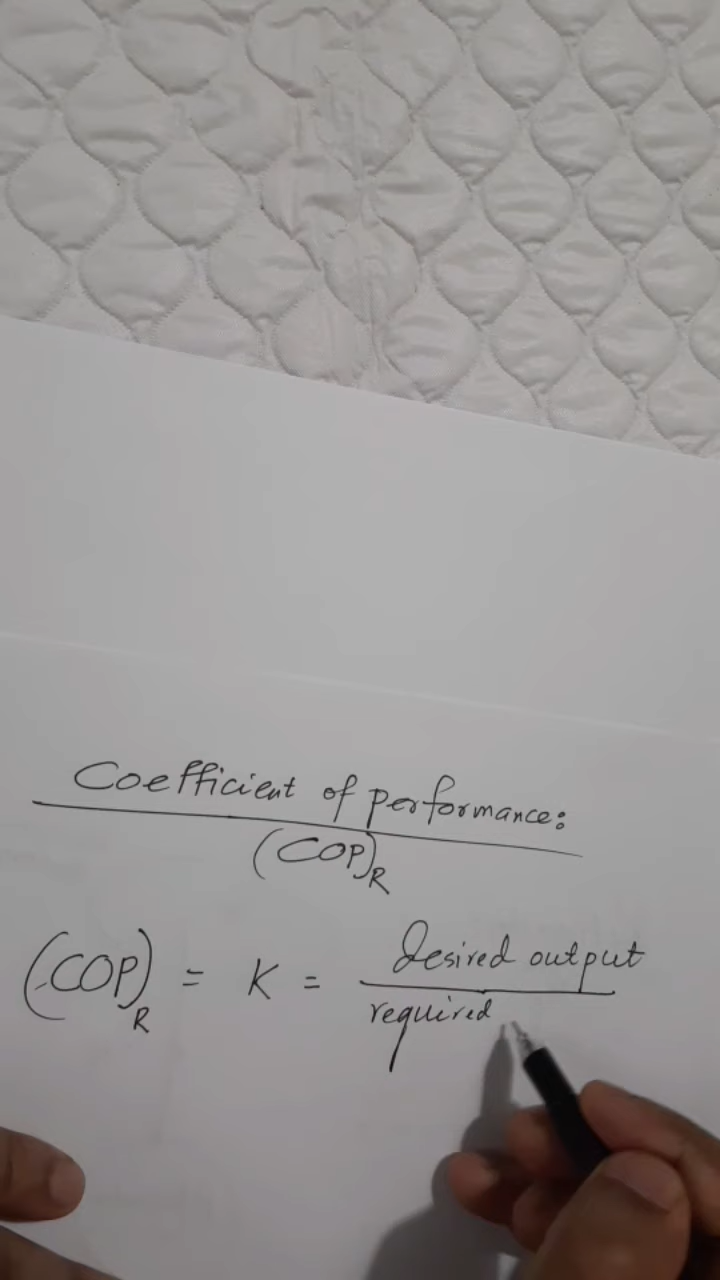 Coefficient of performance:
(COP)R
(COP)R = K = desired output
required